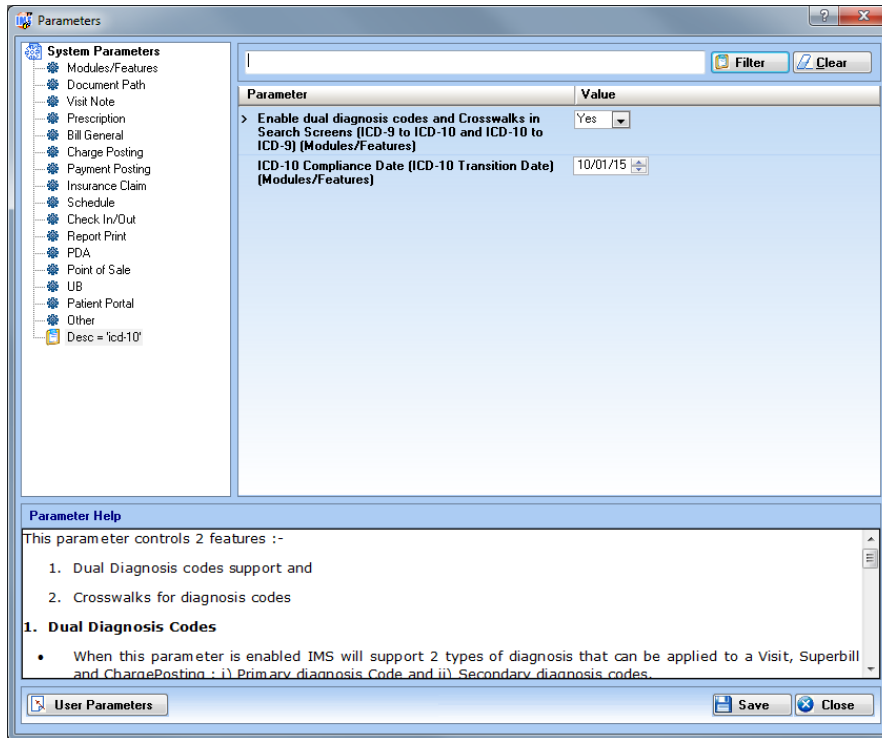 IMS Parameters
System Parameters
Modules/Features
Document Path
Visit Note
Prescription
Bill General
Charge Posting
Payment Posting
Insurance Claim
Schedule
Check In/Out
Report Print
PDA
Point of Sale
UB
Patient Portal
Other
Desc = 'icd-10'
Filter Clear
Parameter Value
> Enable dual diagnosis codes and Crosswalks in Yes
Search Screens (ICD-9 to ICD-10 and ICD-10 to
ICD-9) (Modules/Features)
ICD-10 Compliance Date (ICD-10 Transition Date) 10/01/15
(Modules/Features)
Parameter Help
This parameter controls 2 features :-
1. Dual Diagnosis codes support and
2. Crosswalks for diagnosis codes
1. Dual Diagnosis Codes
• When this parameter is enabled IMS will support 2 types of diagnosis that can be applied to a Visit, Superbill
and ChargePosting : i) Primary diagnosis Code and ii) Secondary diagnosis codes.
User Parameters Save Close